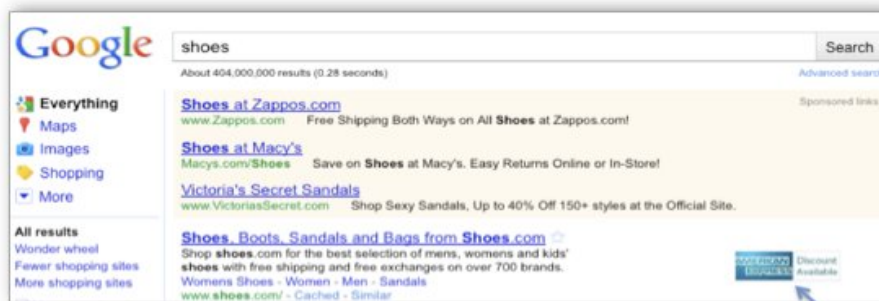 Google
shoes
Search
About 404,000,000 results (0.28 seconds)
Advanced search
Everything
Maps
Images
Shopping
More
All results
Wonder wheel
Fewer shopping sites
More shopping sites
Shoes at Zappos.com
Sponsored links
www.Zappos.com Free Shipping Both Ways on All Shoes at Zappos.com!
Shoes at Macy's
Macys.com/Shoes Save on Shoes at Macy's. Easy Returns Online or In-Store!
Victoria's Secret Sandals
www.VictoriasSecret.com Shop Sexy Sandals, Up to 40% Off 150+ styles at the Official Site.
Shoes, Boots, Sandals and Bags from Shoes.com
Shop shoes.com for the best selection of mens, womens and kids'
shoes with free shipping and free exchanges on over 700 brands.
Womens Shoes - Women - Men - Sandals
www.shoes.com/ - Cached - Similar
AMERICAN EXPRESS
Discount
Available